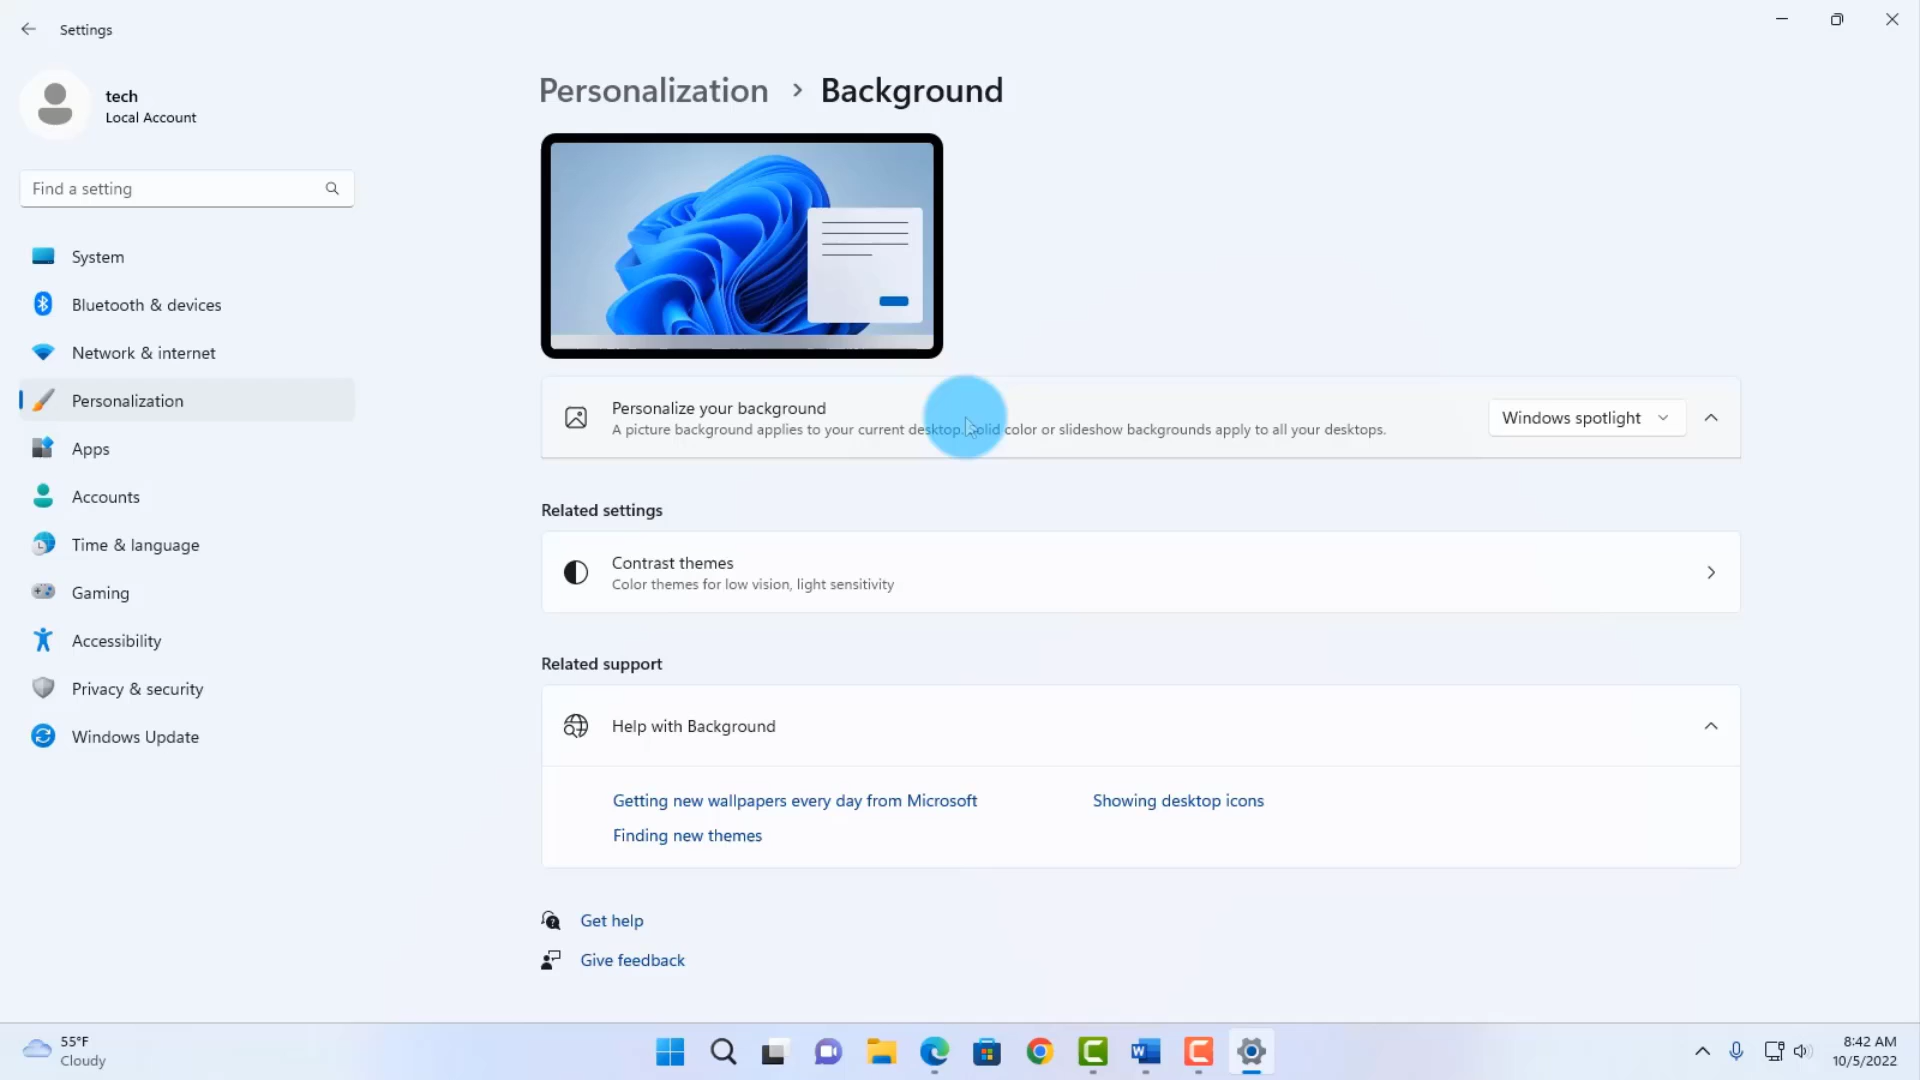 Settings
tech
Local Account
Find a setting
System
Bluetooth & devices
Network & internet
Personalization
Apps
Accounts
Time & language
Gaming
Accessibility
Privacy & security
Windows Update
Personalization > Background
Personalize your background
A picture background applies to your current desktop. Solid color or slideshow backgrounds apply to all your desktops.
Windows spotlight
Related settings
Contrast themes
Color themes for low vision, light sensitivity
Related support
Help with Background
Getting new wallpapers every day from Microsoft
Showing desktop icons
Finding new themes
Get help
Give feedback
55°F
Cloudy
8:42 AM
10/5/2022